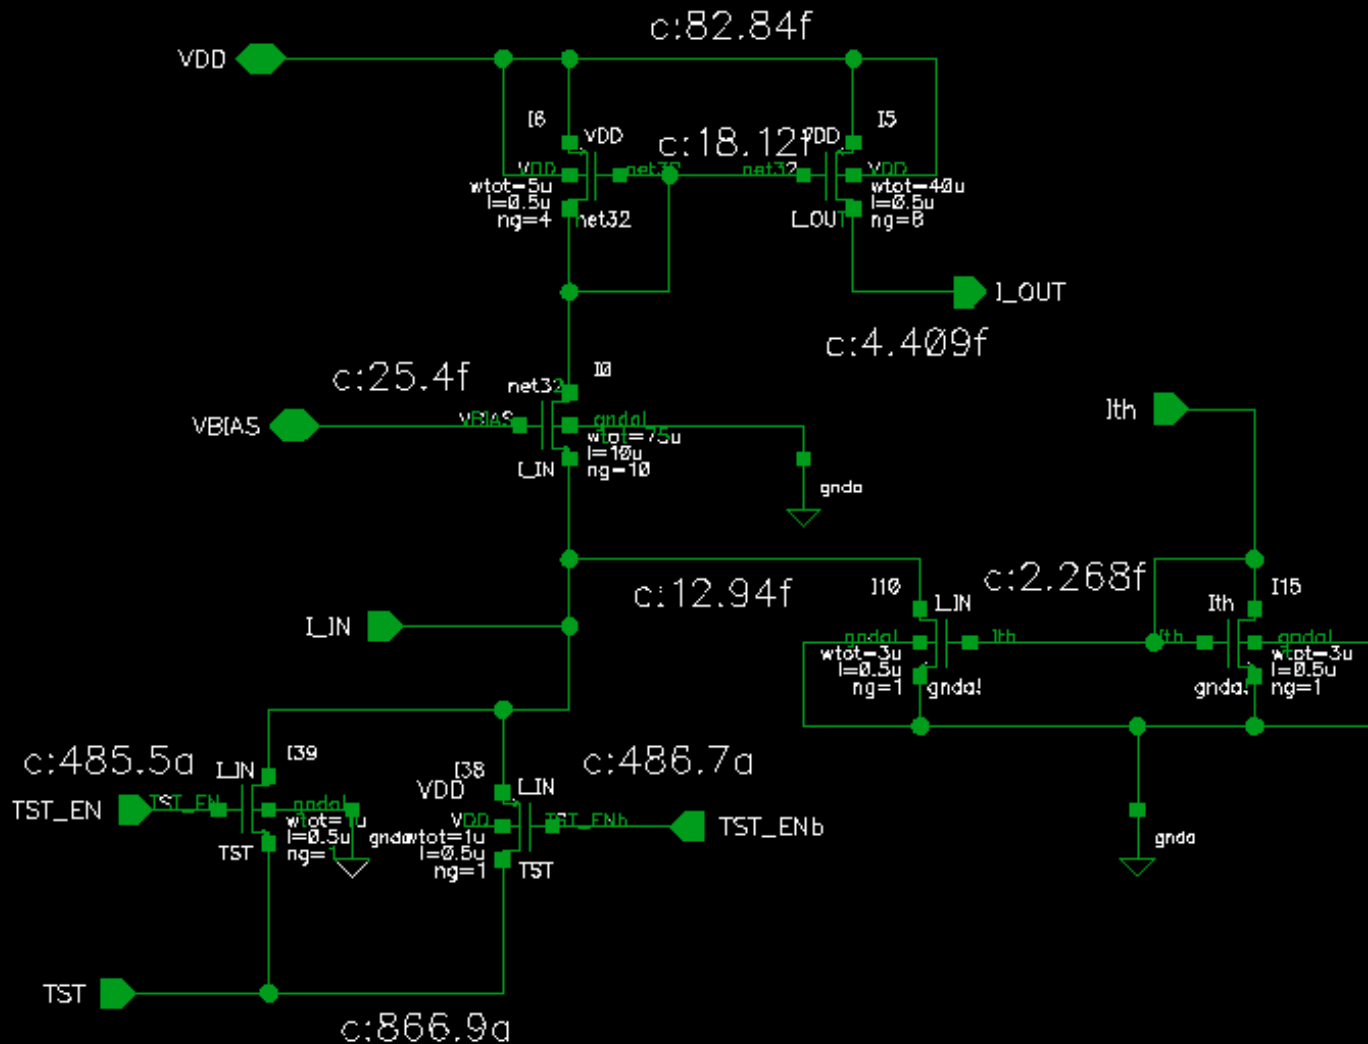 c:82.84f
VDD
I6
VDD
c:18.12f
VDD
I5
VDD
net32
net32
VDD
wtot=5u
l=0.5u
ng=4
net32
wtot=40u
l=0.5u
ng=8
I_OUT
I_OUT
c:4.409f
c:25.4f
net32
I0
Ith
VBIAS
VBIAS
gnda!
wtot=75u
l=10u
ng=10
I_IN
gnda
c:12.94f
I10
c:2.268f
I15
I_IN
Ith
I_IN
gnda!
Ith
Ith
gnda!
wtot=3u
l=0.5u
ng=1
gnda!
gnda!
wtot=3u
l=0.5u
ng=1
c:485.5a
I_IN
I39
I38
VDD
I_IN
c:486.7a
TST_EN
TST_EN
gnda!
wtot=1u
l=0.5u
ng=1
TST
gnda
VDD
wtot=1u
l=0.5u
ng=1
TST
TST_ENb
TST_ENb
gnda
TST
c:866.9a